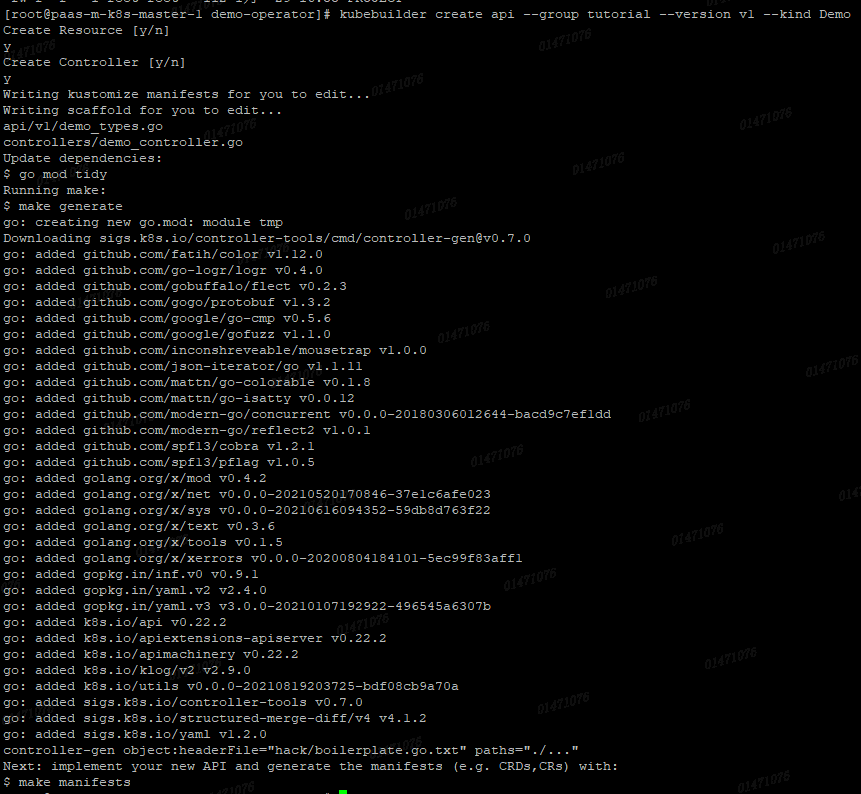 [root@paas-m-k8s-master-1 demo-operator]# kubebuilder create api --group tutorial --version v1 --kind Demo
Create Resource [y/n]
y
Create Controller [y/n]
y
Writing kustomize manifests for you to edit...
Writing scaffold for you to edit...
api/v1/demo_types.go
controllers/demo_controller.go
Update dependencies:
$ go mod tidy
Running make:
$ make generate
go: creating new go.mod: module tmp
Downloading sigs.k8s.io/controller-tools/cmd/controller-gen@v0.7.0
go: added github.com/fatih/color v1.12.0
go: added github.com/go-logr/logr v0.4.0
go: added github.com/gobuffalo/flect v0.2.3
go: added github.com/gogo/protobuf v1.3.2
go: added github.com/google/go-cmp v0.5.6
go: added github.com/google/gofuzz v1.1.0
go: added github.com/inconshreveable/mousetrap v1.0.0
go: added github.com/json-iterator/go v1.1.11
go: added github.com/mattn/go-colorable v0.1.8
go: added github.com/mattn/go-isatty v0.0.12
go: added github.com/modern-go/concurrent v0.0.0-20180306012644-bacd9c7ef1dd
go: added github.com/modern-go/reflect2 v1.0.1
go: added github.com/spf13/cobra v1.2.1
go: added github.com/spf13/pflag v1.0.5
go: added golang.org/x/mod v0.4.2
go: added golang.org/x/net v0.0.0-20210520170846-37e1c6afe023
go: added golang.org/x/sys v0.0.0-20210616094352-59db8d763f22
go: added golang.org/x/text v0.3.6
go: added golang.org/x/tools v0.1.5
go: added golang.org/x/xerrors v0.0.0-20200804184101-5ec99f83aff1
go: added gopkg.in/inf.v0 v0.9.1
go: added gopkg.in/yaml.v2 v2.4.0
go: added gopkg.in/yaml.v3 v3.0.0-20210107192922-496545a6307b
go: added k8s.io/api v0.22.2
go: added k8s.io/apiextensions-apiserver v0.22.2
go: added k8s.io/apimachinery v0.22.2
go: added k8s.io/klog/v2 v2.9.0
go: added k8s.io/utils v0.0.0-20210819203725-bdf08cb9a70a
go: added sigs.k8s.io/controller-tools v0.7.0
go: added sigs.k8s.io/structured-merge-diff/v4 v4.1.2
go: added sigs.k8s.io/yaml v1.2.0
controller-gen object:headerFile="hack/boilerplate.go.txt" paths="./..."
Next: implement your new API and generate the manifests (e.g. CRDs,CRs) with:
$ make manifests